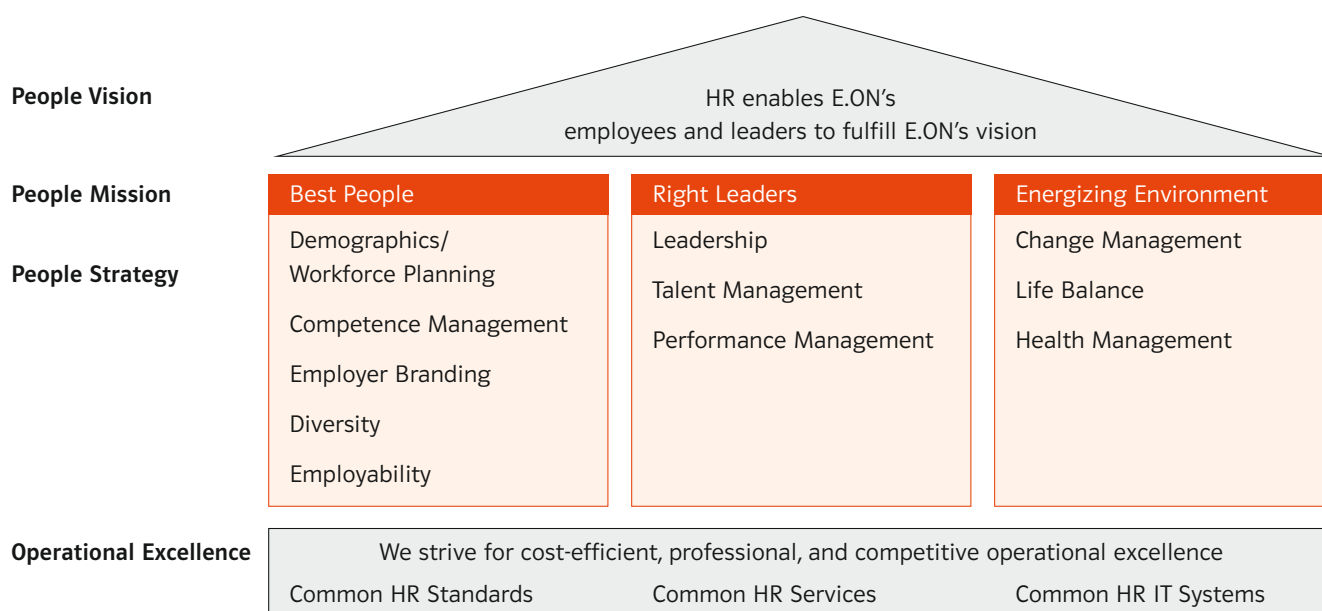 People Vision
HR enables E.ON's
employees and leaders to fulfill E.ON's vision
People Mission
Best People
Right Leaders
Energizing Environment
People Strategy
Demographics/
Workforce Planning
Competence Management
Employer Branding
Diversity
Employability
Leadership
Talent Management
Performance Management
Change Management
Life Balance
Health Management
Operational Excellence
We strive for cost-efficient, professional, and competitive operational excellence
Common HR Standards
Common HR Services
Common HR IT Systems